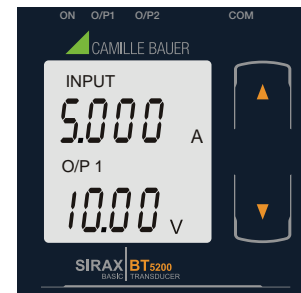 ON O/P1 O/P2 COM
CAMILLE BAUER
INPUT
5.000 A
O/P 1
10.00 V
SIRAX BT5200
BASIC TRANSDUCER